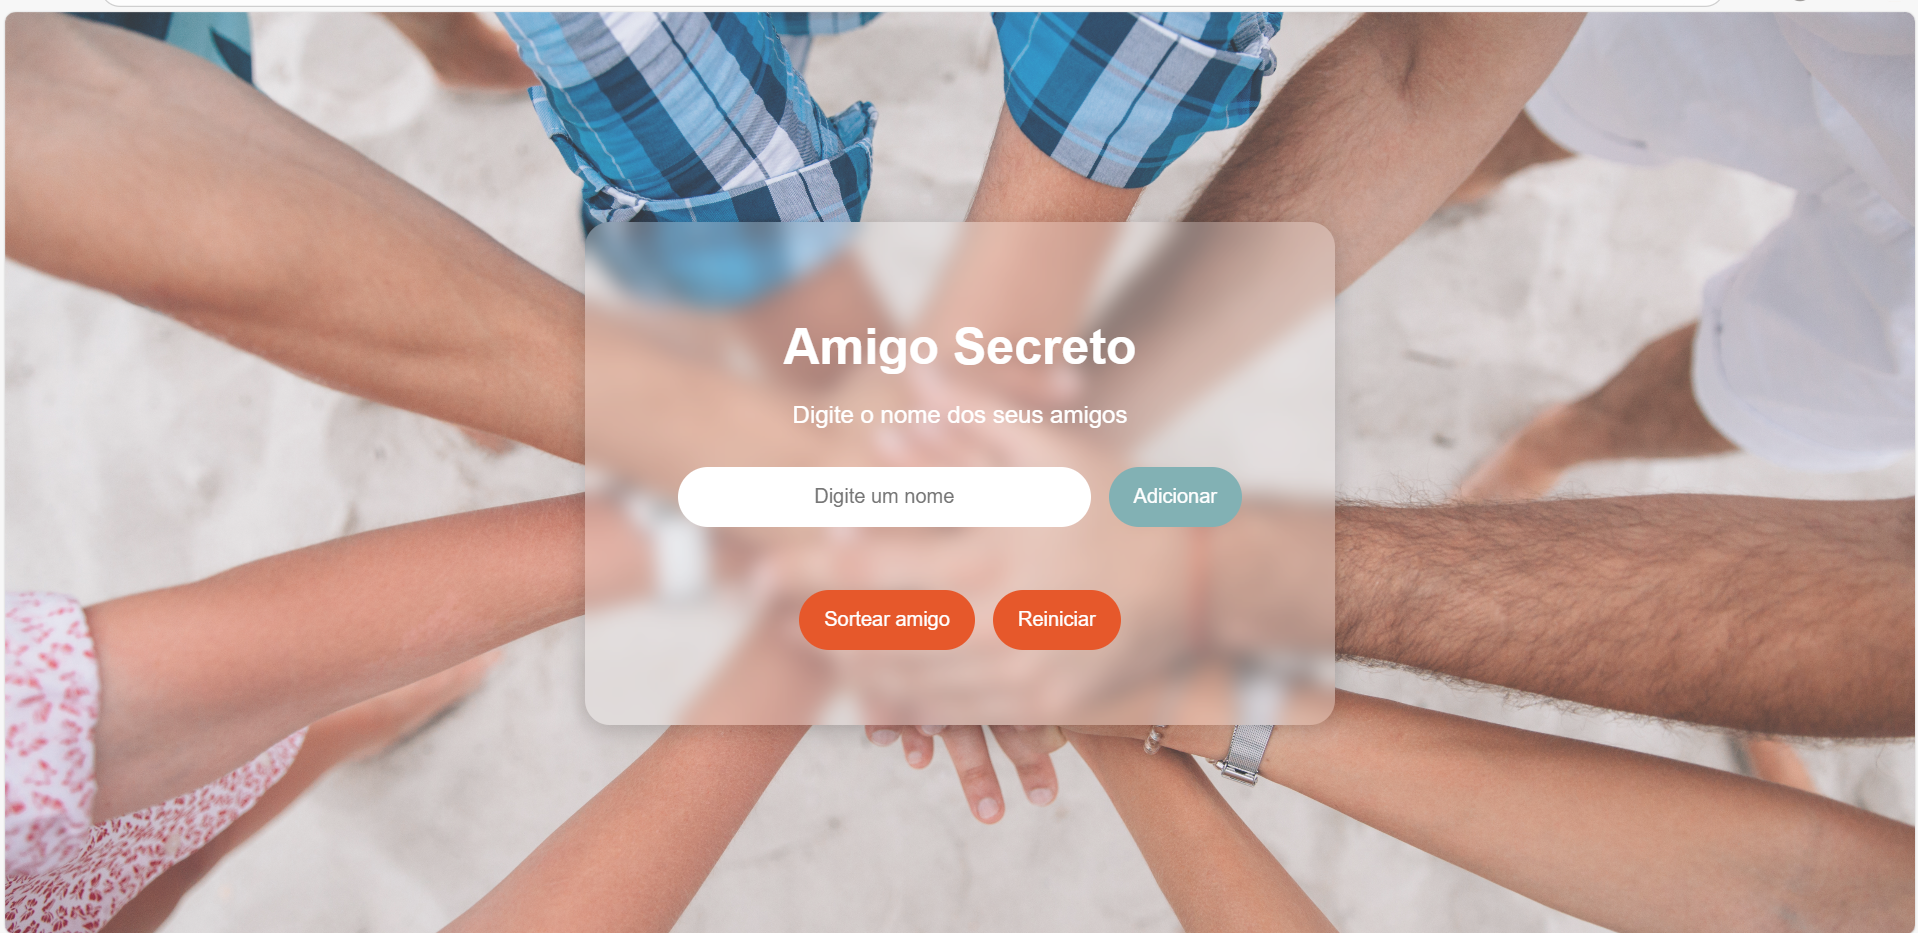 Amigo Secreto
Digite o nome dos seus amigos
Digite um nome
Adicionar
Sortear amigo
Reiniciar